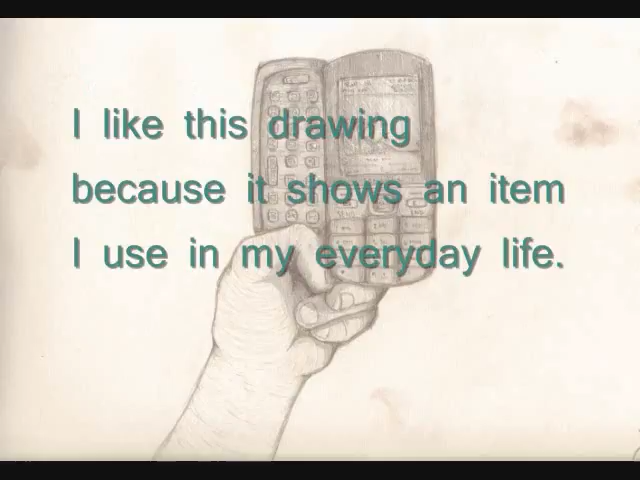 I like this drawing
because it shows an item
I use in my everyday life.